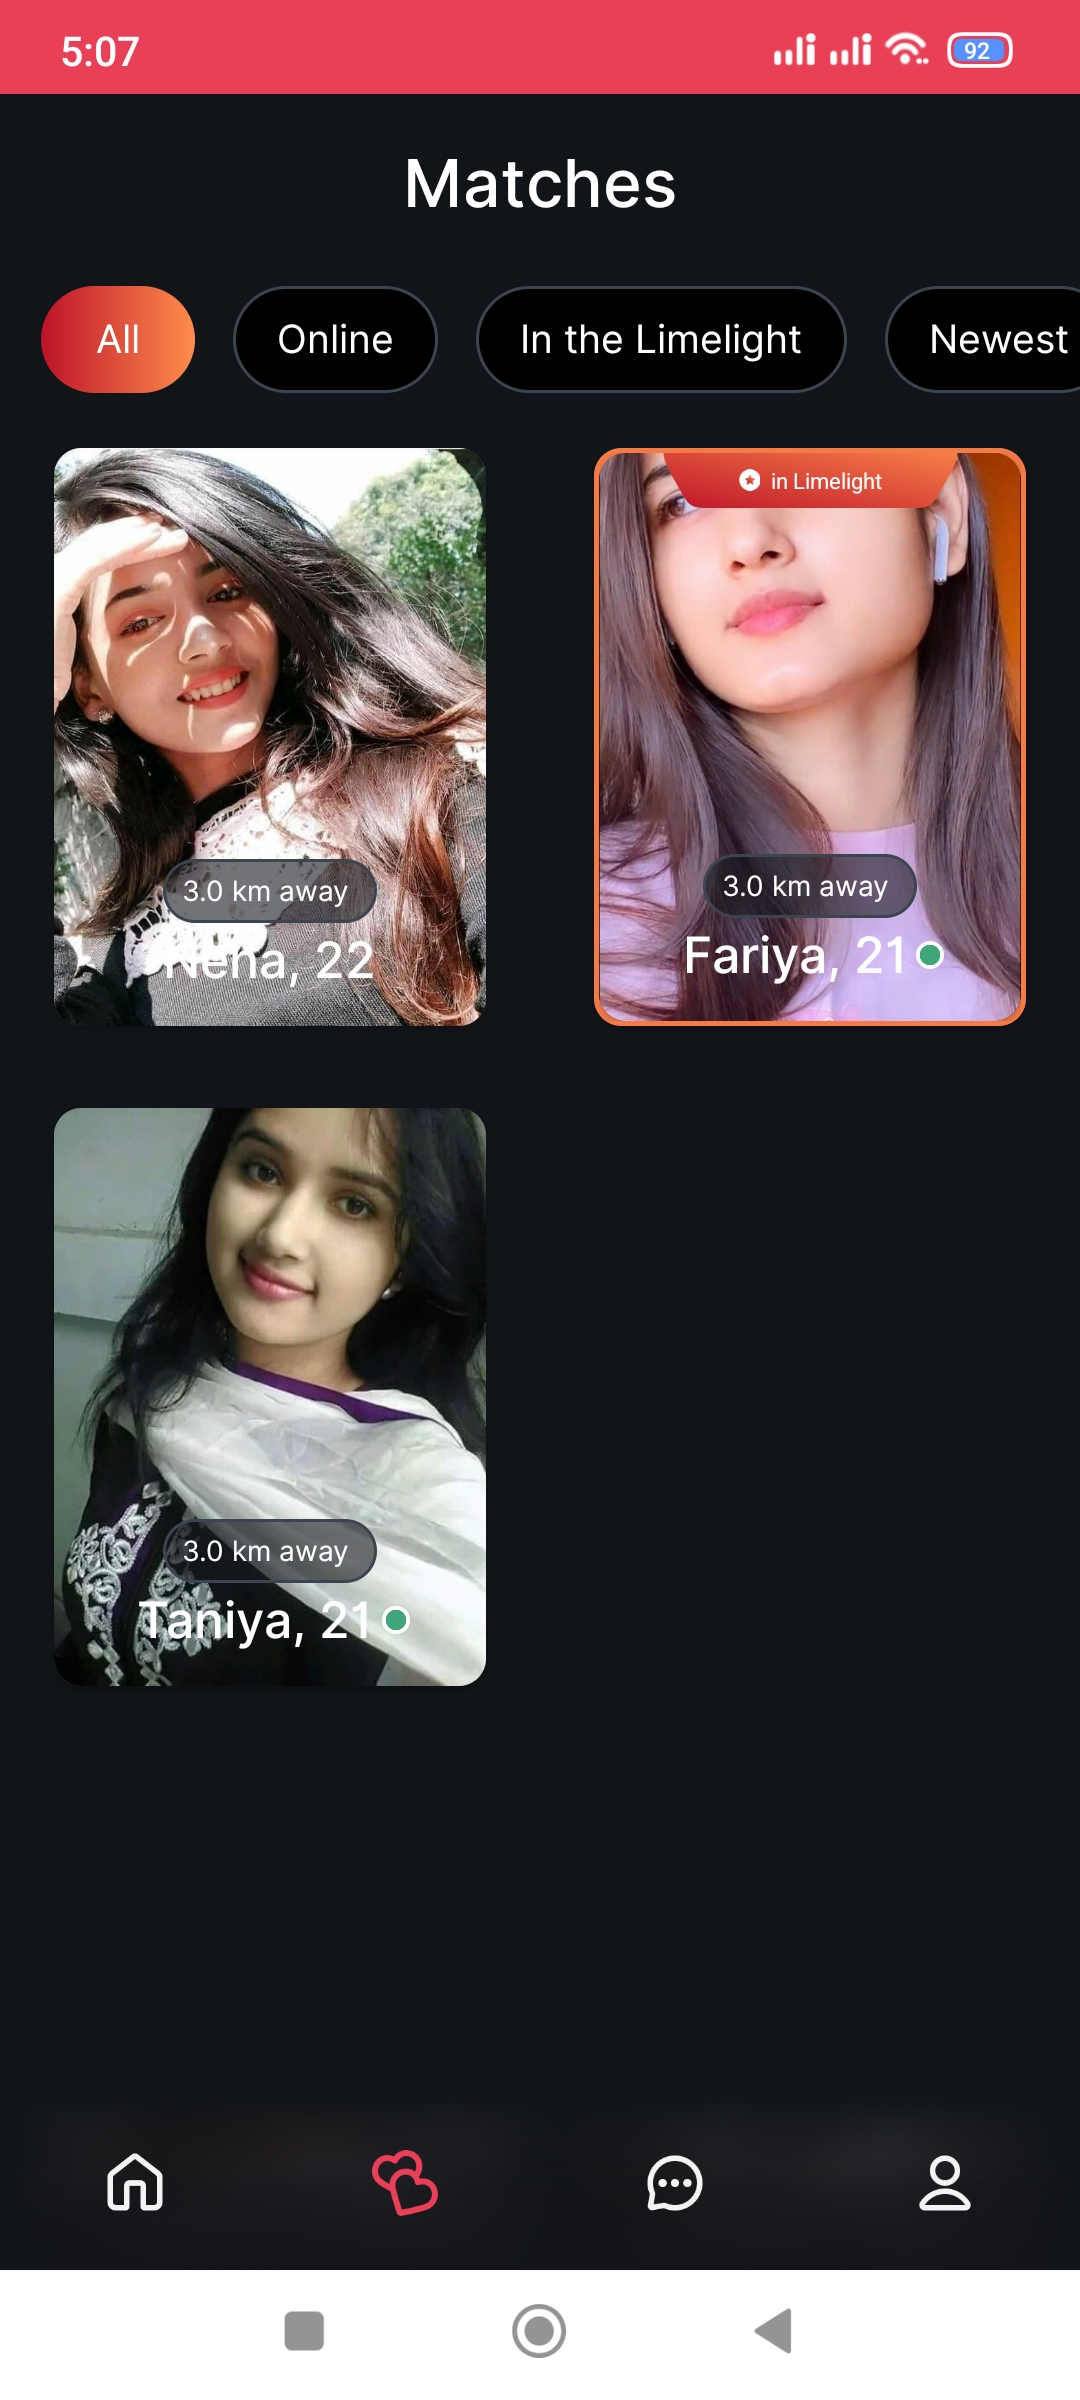 5:07
92
Matches
All
Online
In the Limelight
Newest
in Limelight
3.0 km away
Neha, 22
3.0 km away
Fariya, 21
3.0 km away
Taniya, 21